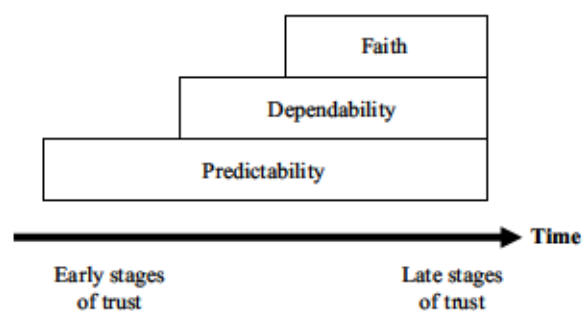 Faith
Dependability
Predictability
Time
Early stages
of trust
Late stages
of trust